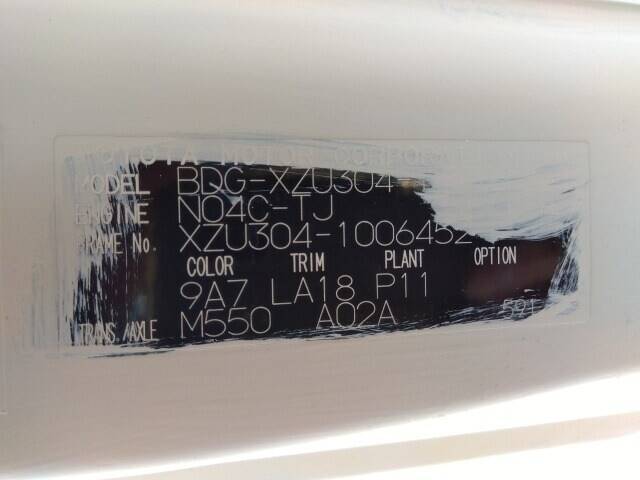 TOYOTA MOTOR CORPORATION
MODEL BDG-XZU304
ENGINE N04C-TJ
FRAME No. XZU304-1006452
COLOR TRIM PLANT OPTION
9A7 LA18 P11
TRANS./AXLE M550 A02A 591